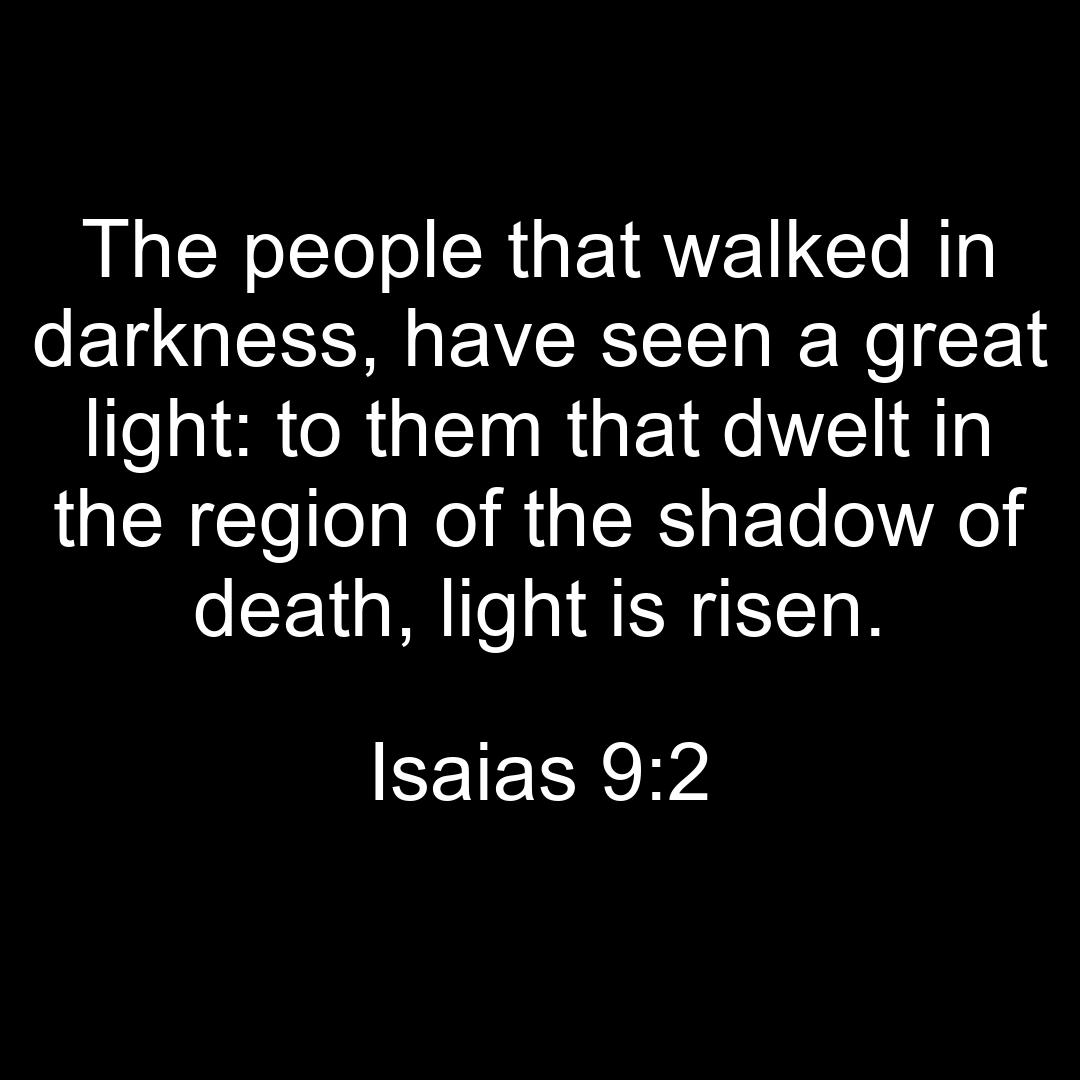 The people that walked in
darkness, have seen a great
light: to them that dwelt in
the region of the shadow of
death, light is risen.
Isaias 9:2